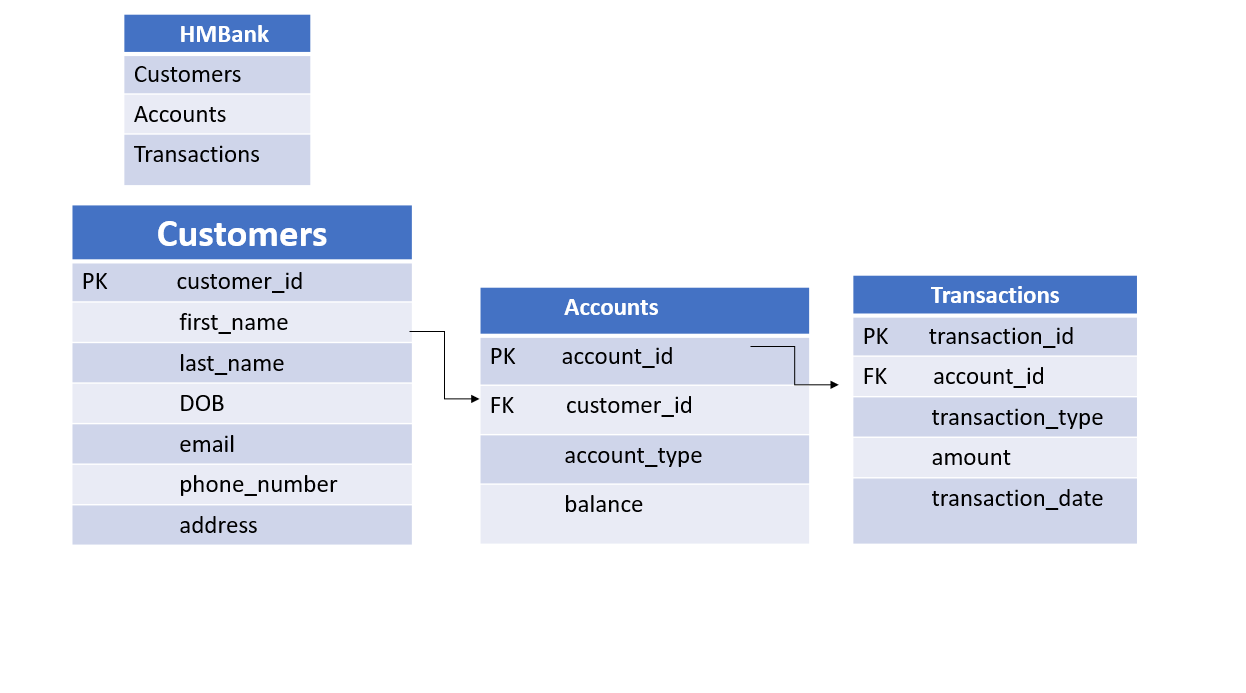 HMBank
Customers
Accounts
Transactions
Customers
PK customer_id
first_name
last_name
DOB
email
phone_number
address
Accounts
PK account_id
FK customer_id
account_type
balance
Transactions
PK transaction_id
FK account_id
transaction_type
amount
transaction_date